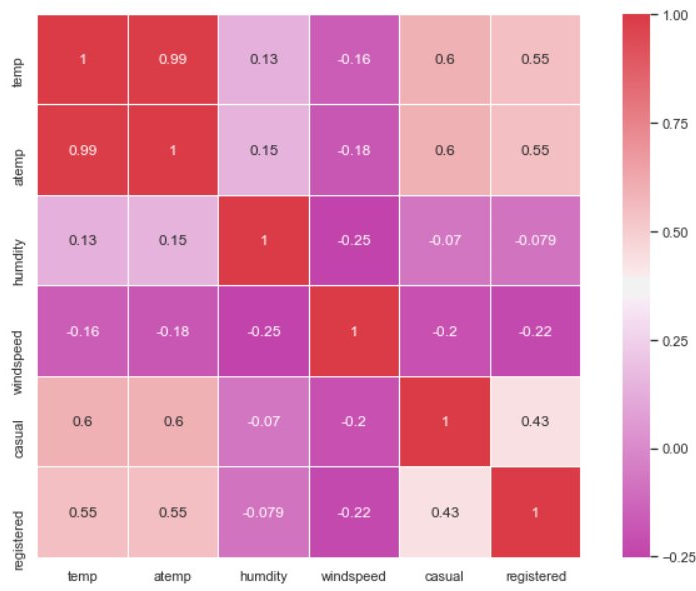 temp 1 0.99 0.13 -0.16 0.6 0.55
atemp 0.99 1 0.15 -0.18 0.6 0.55
humdity 0.13 0.15 1 -0.25 -0.07 -0.079
windspeed -0.16 -0.18 -0.25 1 -0.2 -0.22
casual 0.6 0.6 -0.07 -0.2 1 0.43
registered 0.55 0.55 -0.079 -0.22 0.43 1
temp atemp humdity windspeed casual registered
1.00
0.75
0.50
0.25
0.00
-0.25